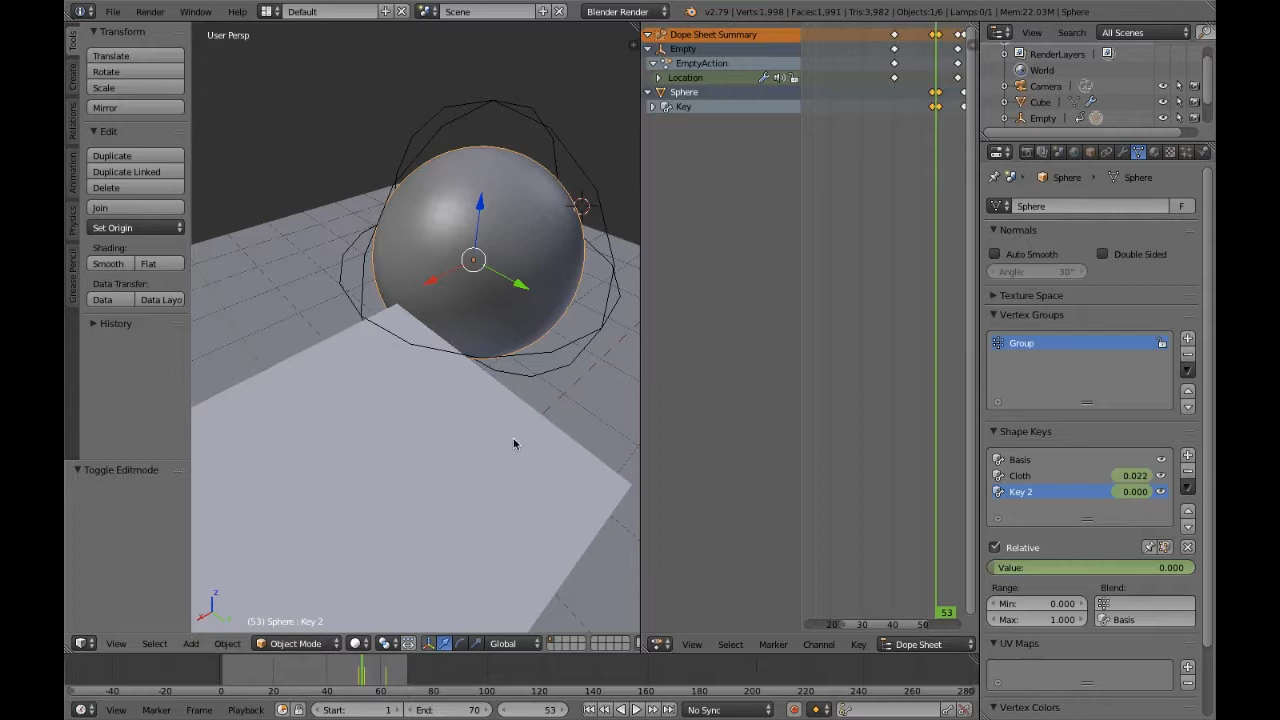 File Render Window Help Default Scene Blender Render v2.79 | Verts:1,998 | Faces:1,991 | Tris:3,982 | Objects:1/6 | Lamps:0/1 | Mem:22.03M | Sphere
Tools
Create
Relations
Animation
Physics
Grease Pencil
Transform
Translate
Rotate
Scale
Mirror
Edit
Duplicate
Duplicate Linked
Delete
Join
Set Origin
Shading:
Smooth Flat
Data Transfer:
Data Data Layo
History
Toggle Editmode
User Persp
(53) Sphere : Key 2
View Select Add Object Object Mode Global
Dope Sheet Summary
Empty
EmptyAction
Location
Sphere
Key
53
20 30 40 50
View Select Marker Channel Key Dope Sheet
View Search All Scenes
RenderLayers
World
Camera
Cube
Empty
Sphere Sphere
Sphere F
Normals
Auto Smooth Double Sided
Angle: 30°
Texture Space
Vertex Groups
Group
Shape Keys
Basis
Cloth 0.022
Key 2 0.000
Relative
Value: 0.000
Range: Blend:
Min: 0.000
Max: 1.000 Basis
UV Maps
Vertex Colors
-40 -20 0 20 40 60 80 100 120 140 160 180 200 220 240 260 280
View Marker Frame Playback Start: 1 End: 70 53 No Sync